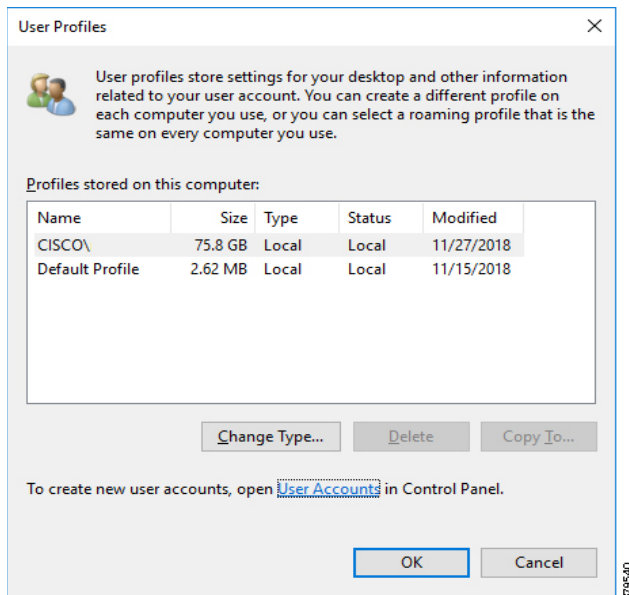 User Profiles
User profiles store settings for your desktop and other information
related to your user account. You can create a different profile on
each computer you use, or you can select a roaming profile that is the
same on every computer you use.
Profiles stored on this computer:
Name Size Type Status Modified
CISCO\ 75.8 GB Local Local 11/27/2018
Default Profile 2.62 MB Local Local 11/15/2018
Change Type... Delete Copy To...
To create new user accounts, open User Accounts in Control Panel.
OK Cancel